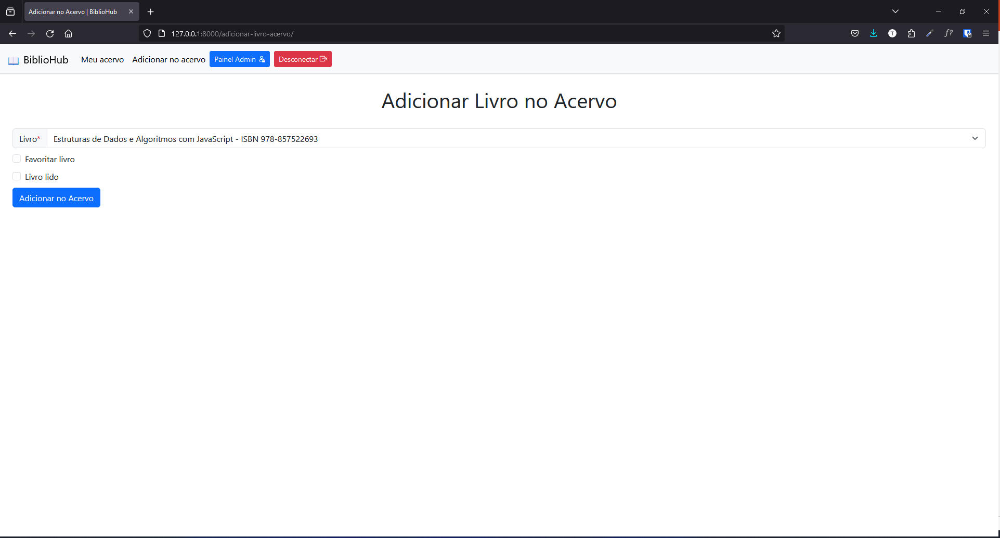 Adicionar no Acervo | BiblioHub
127.0.0.1:8000/adicionar-livro-acervo/
BiblioHub Meu acervo Adicionar no acervo Painel Admin Desconectar
Adicionar Livro no Acervo
Livro* Estruturas de Dados e Algoritmos com JavaScript - ISBN 978-857522693
Favoritar livro
Livro lido
Adicionar no Acervo